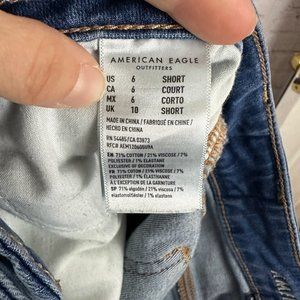 AMERICAN EAGLE
OUTFITTERS
US 6 SHORT
CA 6 COURT
MX 6 CORTO
UK 10 SHORT
MADE IN CHINA / FABRIQUÉ EN CHINE /
HECHO EN CHINA
RN 54485/CA 03873
RFC# AEM120605U9A
EN 71% COTTON / 21% VISCOSE / 7%
POLYESTER / 1% ELASTANE
EXCLUSIVE OF DECORATION
FR 71% COTON / 21% VISCOSE / 7%
POLYESTER / 1% ÉLASTHANNE
À L'EXCEPTION DE LA GARNITURE
SP 71% algodón / 21% viscosa / 7%
/ 1% elastano